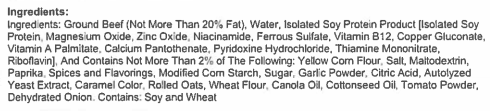 Ingredients:
Ingredients: Ground Beef (Not More Than 20% Fat), Water, Isolated Soy Protein Product [Isolated Soy
Protein, Magnesium Oxide, Zinc Oxide, Niacinamide, Ferrous Sulfate, Vitamin B12, Copper Gluconate,
Vitamin A Palmitate, Calcium Pantothenate, Pyridoxine Hydrochloride, Thiamine Mononitrate,
Riboflavin], And Contains Not More Than 2% of The Following: Yellow Corn Flour, Salt, Maltodextrin,
Paprika, Spices and Flavorings, Modified Corn Starch, Sugar, Garlic Powder, Citric Acid, Autolyzed
Yeast Extract, Caramel Color, Rolled Oats, Wheat Flour, Canola Oil, Cottonseed Oil, Tomato Powder,
Dehydrated Onion. Contains: Soy and Wheat